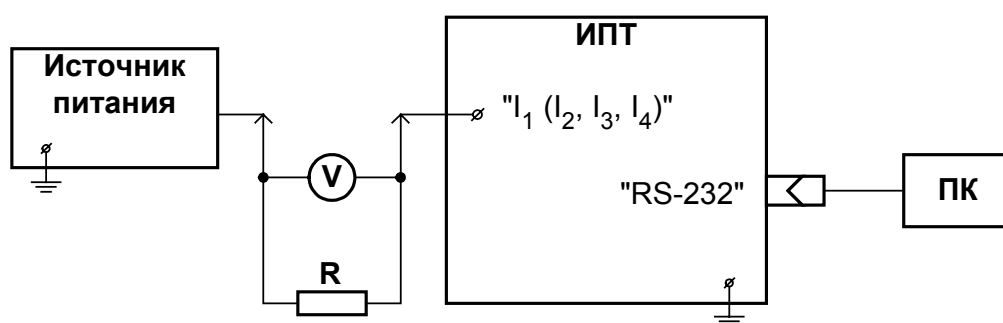 Источник
питания
V
R
ИПТ
"I₁ (I₂, I₃, I₄)"
"RS-232"
ПК